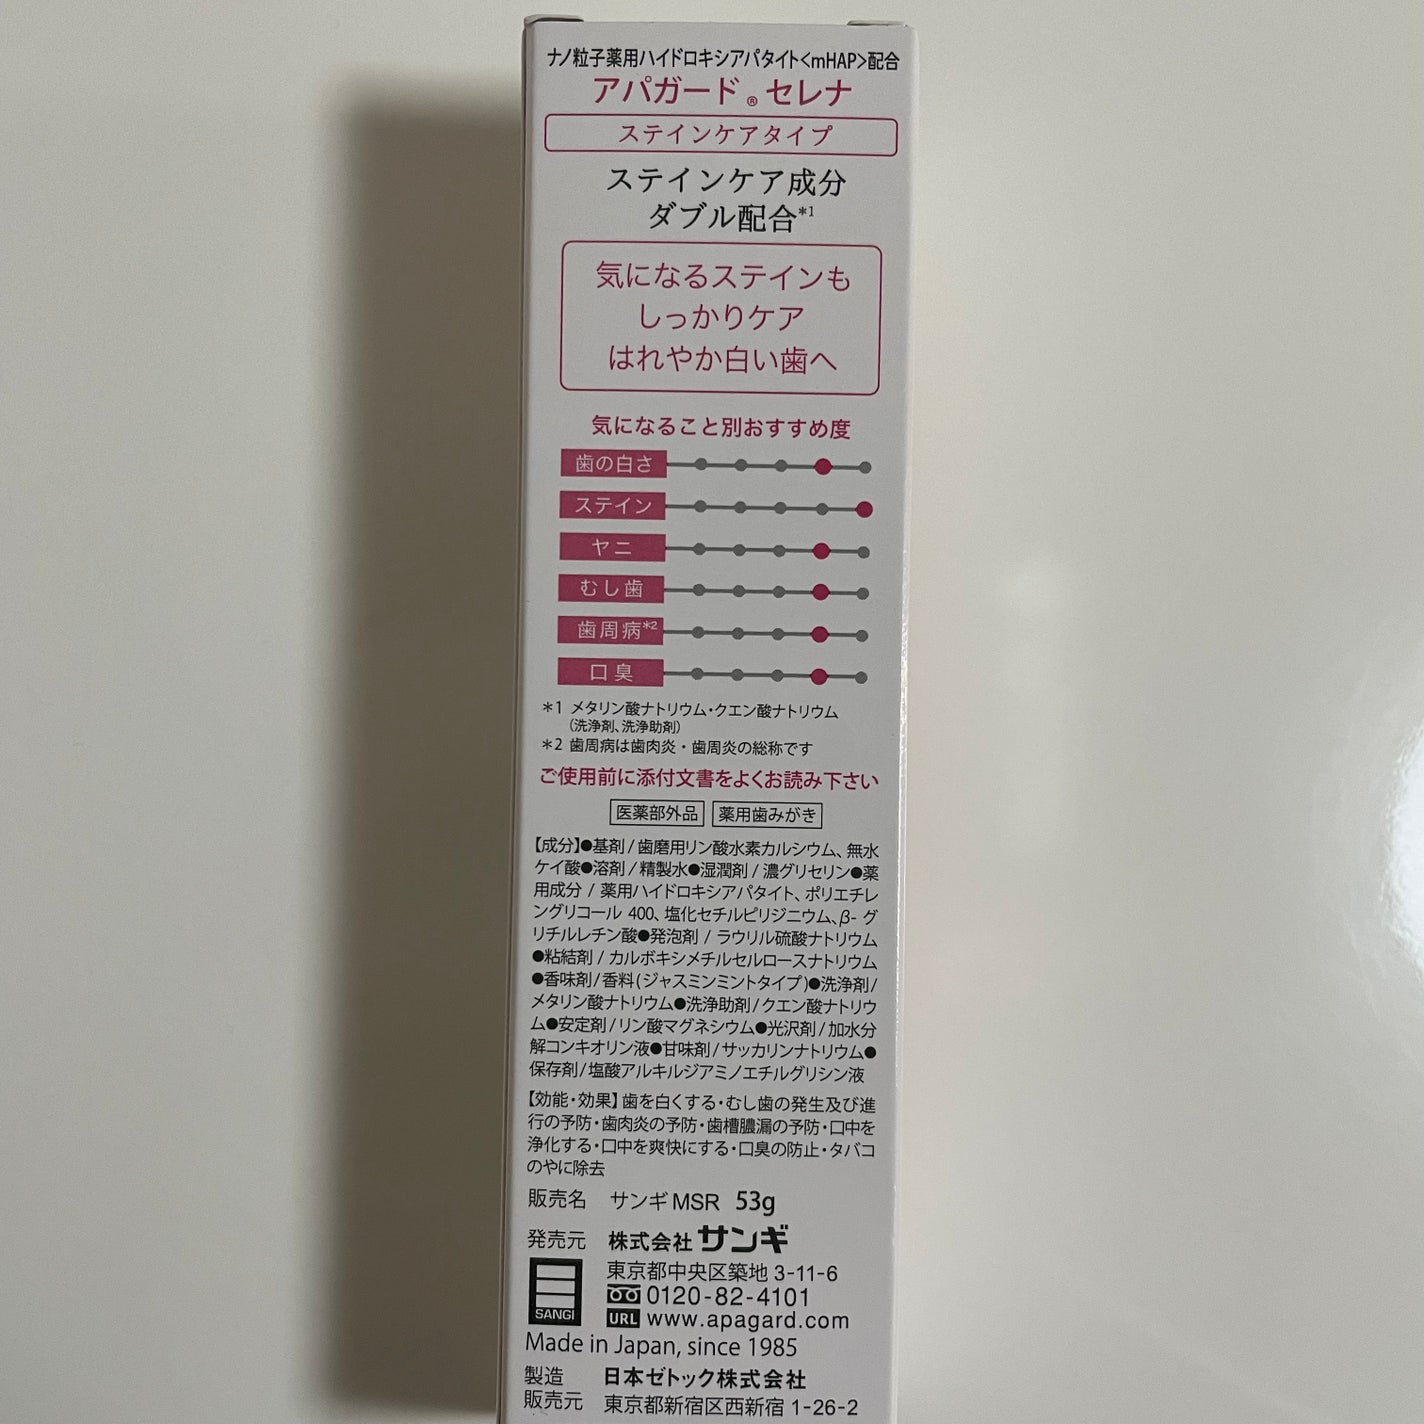 ナノ粒子薬用ハイドロキシアパタイト<mHAP>配合
アパガード®セレナ
ステインケアタイプ
ステインケア成分
ダブル配合*1
気になるステインも
しっかりケア
はれやか白い歯へ
気になること別おすすめ度
歯の白さ
ステイン
ヤニ
むし歯
歯周病*2
口臭
*1 メタリン酸ナトリウム・クエン酸ナトリウム
(洗浄剤、洗浄助剤)
*2 歯周病は歯肉炎・歯周炎の総称です
ご使用前に添付文書をよくお読み下さい
医薬部外品 薬用歯みがき
【成分】●基剤/歯磨用リン酸水素カルシウム、無水
ケイ酸●溶剤/精製水●湿潤剤/濃グリセリン●薬
用成分/薬用ハイドロキシアパタイト、ポリエチレ
ングリコール 400、塩化セチルピリジニウム、β-グ
リチルレチン酸●発泡剤/ラウリル硫酸ナトリウム
●粘結剤/カルボキシメチルセルロースナトリウム
●香味剤/香料(ジャスミンミントタイプ)●洗浄剤/
メタリン酸ナトリウム●洗浄助剤/クエン酸ナトリウ
ム●安定剤/リン酸マグネシウム●光沢剤/加水分
解コンキオリン液●甘味剤/サッカリンナトリウム●
保存剤/塩酸アルキルジアミノエチルグリシン液
【効能・効果】歯を白くする・むし歯の発生及び進
行の予防・歯肉炎の予防・歯槽膿漏の予防・口中を
浄化する・口中を爽快にする・口臭の防止・タバコ
のやに除去
販売名 サンギMSR 53g
発売元 株式会社サンギ
東京都中央区築地 3-11-6
0120-82-4101
SANGI
URL www.apagard.com
Made in Japan, since 1985
製造 日本ゼトック株式会社
販売元 東京都新宿区西新宿 1-26-2